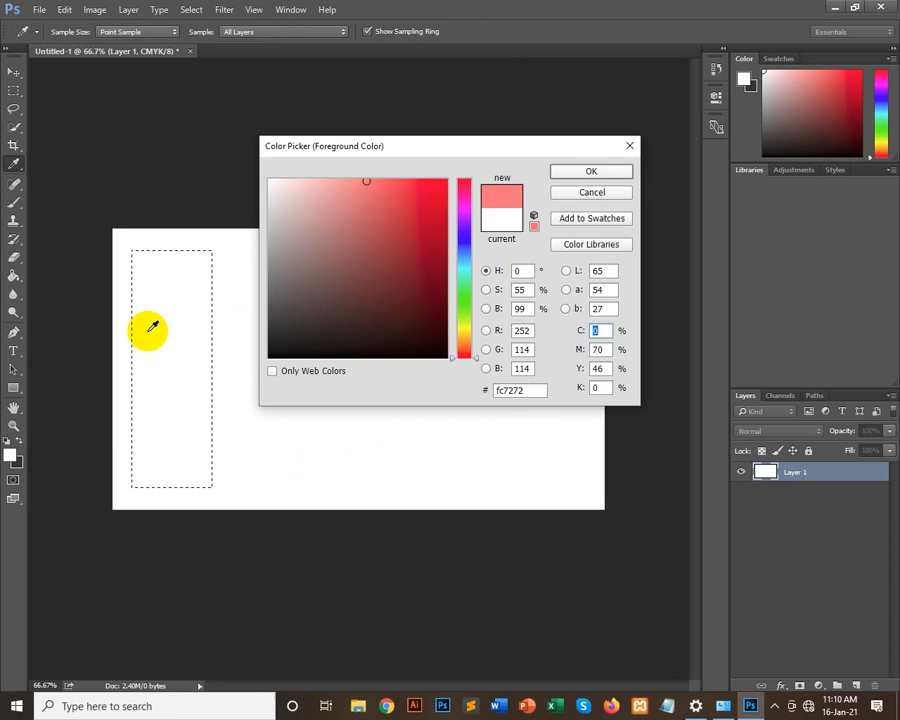 Ps File Edit Image Layer Type Select Filter View Window Help
Sample Size: Point Sample Sample: All Layers Show Sampling Ring Essentials
Untitled-1 @ 66.7% (Layer 1, CMYK/8) * ×
Color Swatches
Color Picker (Foreground Color)
new
current
OK
Cancel
Add to Swatches
Color Libraries
H: 0 ° L: 65
S: 55 % a: 54
B: 99 % b: 27
R: 252 C: 0 %
G: 114 M: 70 %
B: 114 Y: 46 %
# fc7272 K: 0 %
Only Web Colors
Libraries Adjustments Styles
Layers Channels Paths
Kind
Normal Opacity: 100%
Lock: Fill: 100%
Layer 1
T
66.67% Doc: 2.40M/0 bytes
Type here to search
Ai Ps W P X S Ps
11:10 AM
16-Jan-21